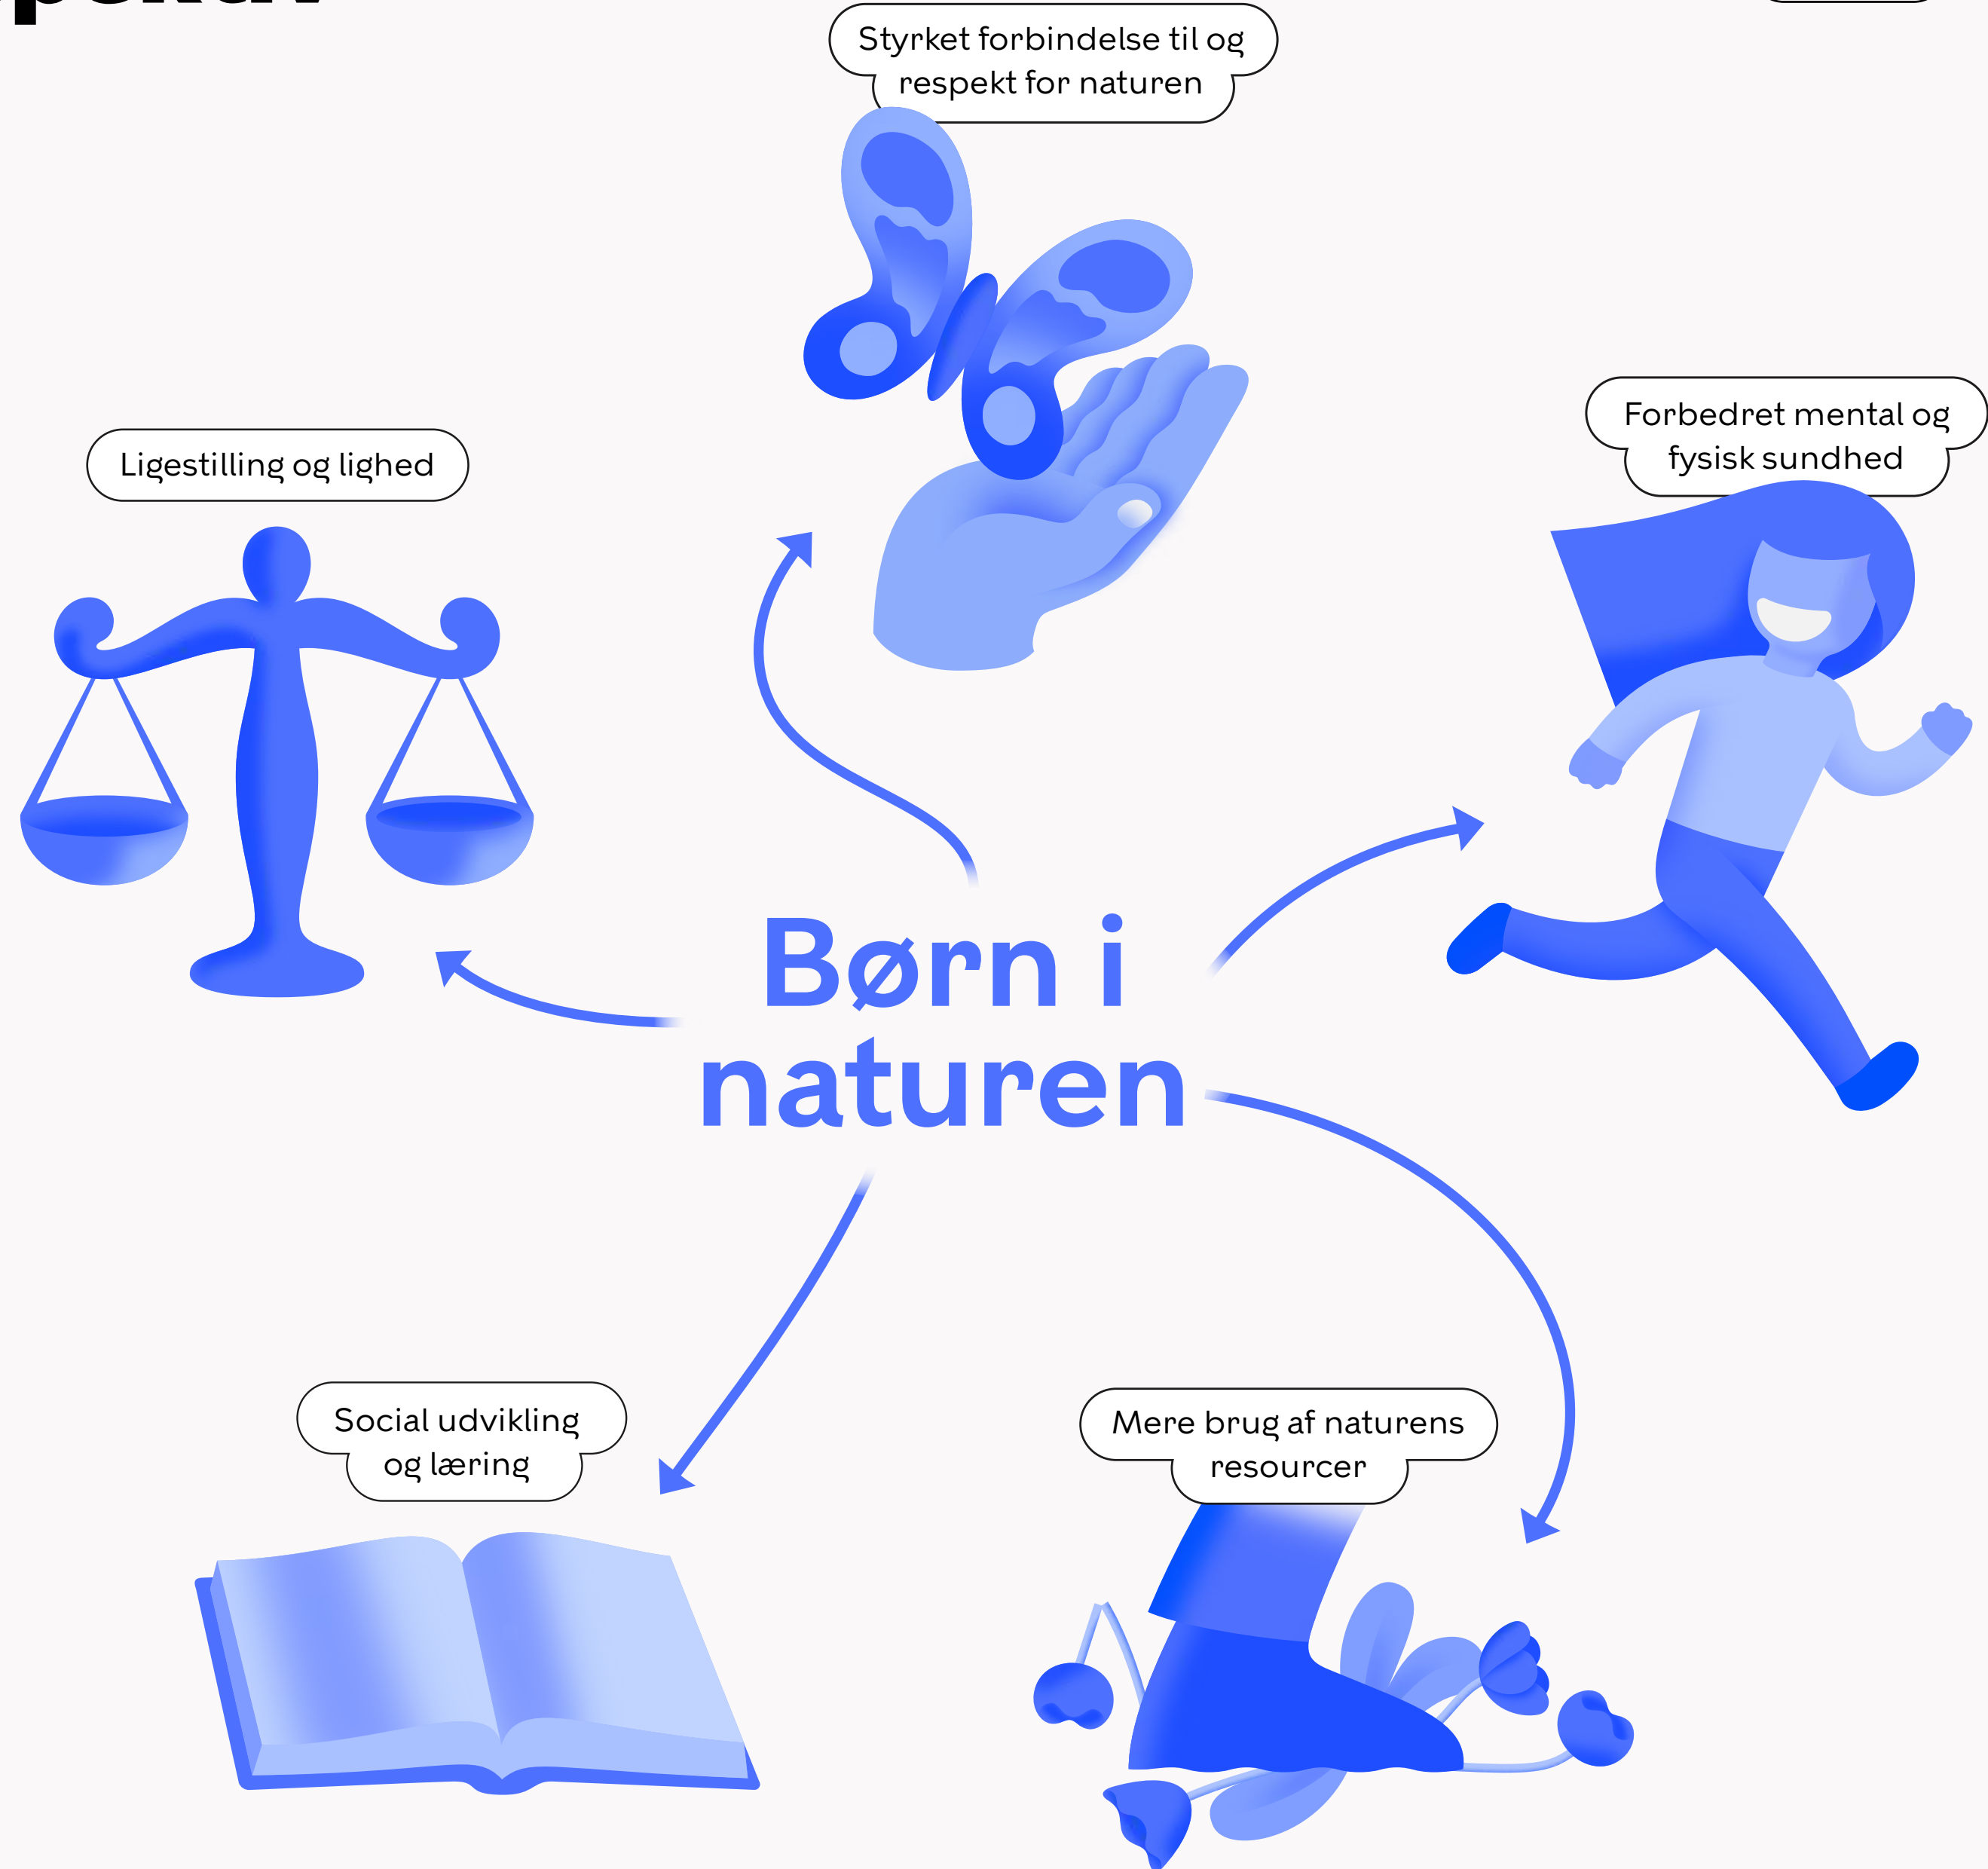 Styrket forbindelse til og
respekt for naturen
Forbedret mental og
fysisk sundhed
Ligestilling og lighed
Børn i
naturen
Social udvikling
og læring
Mere brug af naturens
resourcer